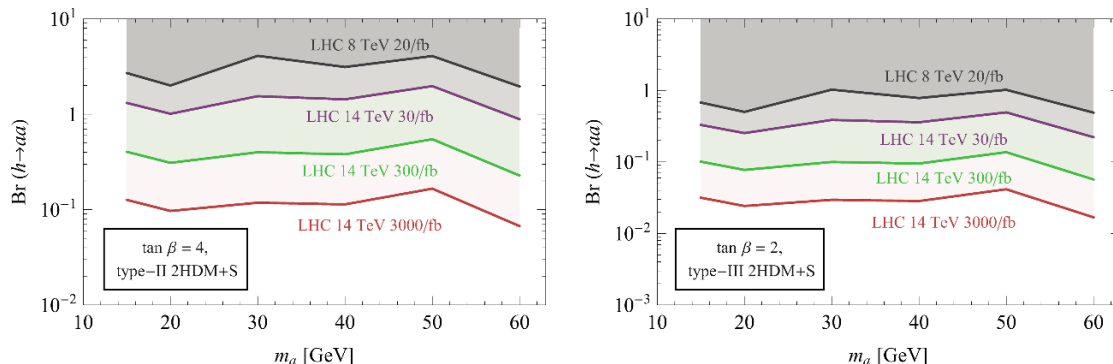 10¹
LHC 8 TeV 20/fb
1
LHC 14 TeV 30/fb
LHC 14 TeV 300/fb
10⁻¹
LHC 14 TeV 3000/fb
tan β = 4,
type−II 2HDM+S
10⁻²
10 20 30 40 50 60
mₐ [GeV]
Br (h→aa)
10¹
1
LHC 8 TeV 20/fb
LHC 14 TeV 30/fb
10⁻¹
LHC 14 TeV 300/fb
LHC 14 TeV 3000/fb
10⁻²
tan β = 2,
type−III 2HDM+S
10⁻³
10 20 30 40 50 60
mₐ [GeV]
Br (h→aa)